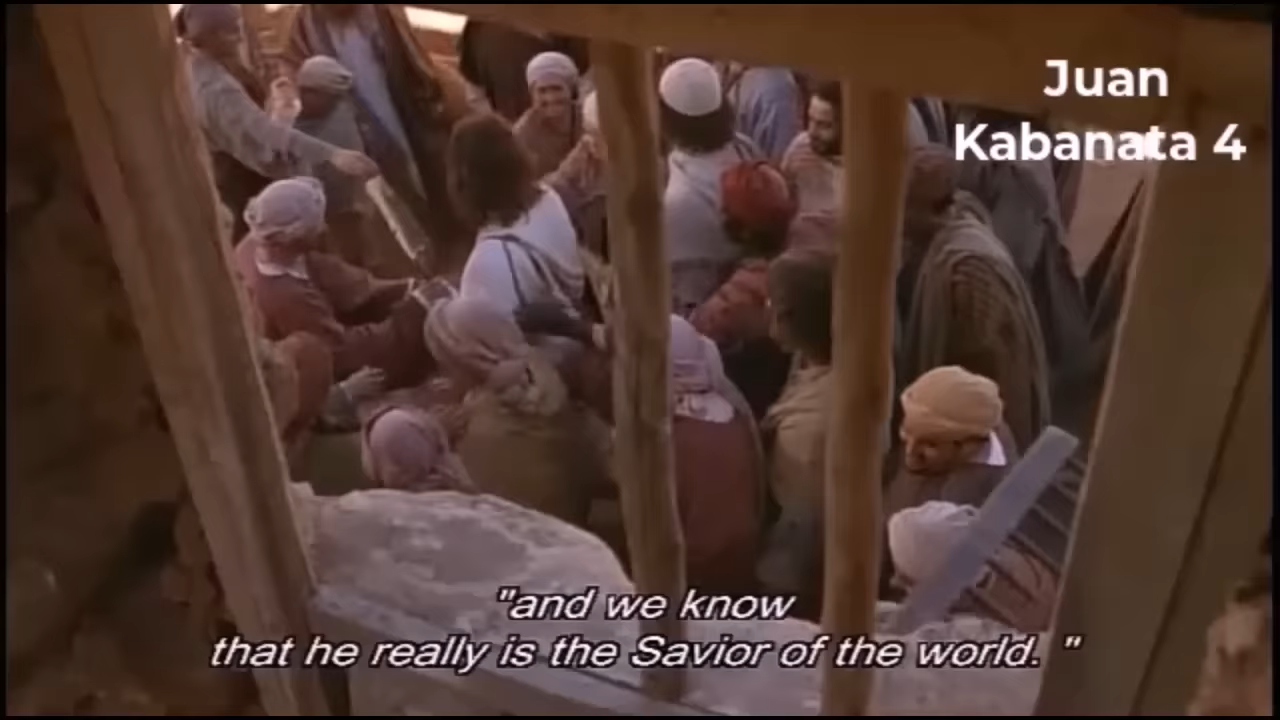 Juan
Kabanata 4
"and we know
that he really is the Savior of the world. "